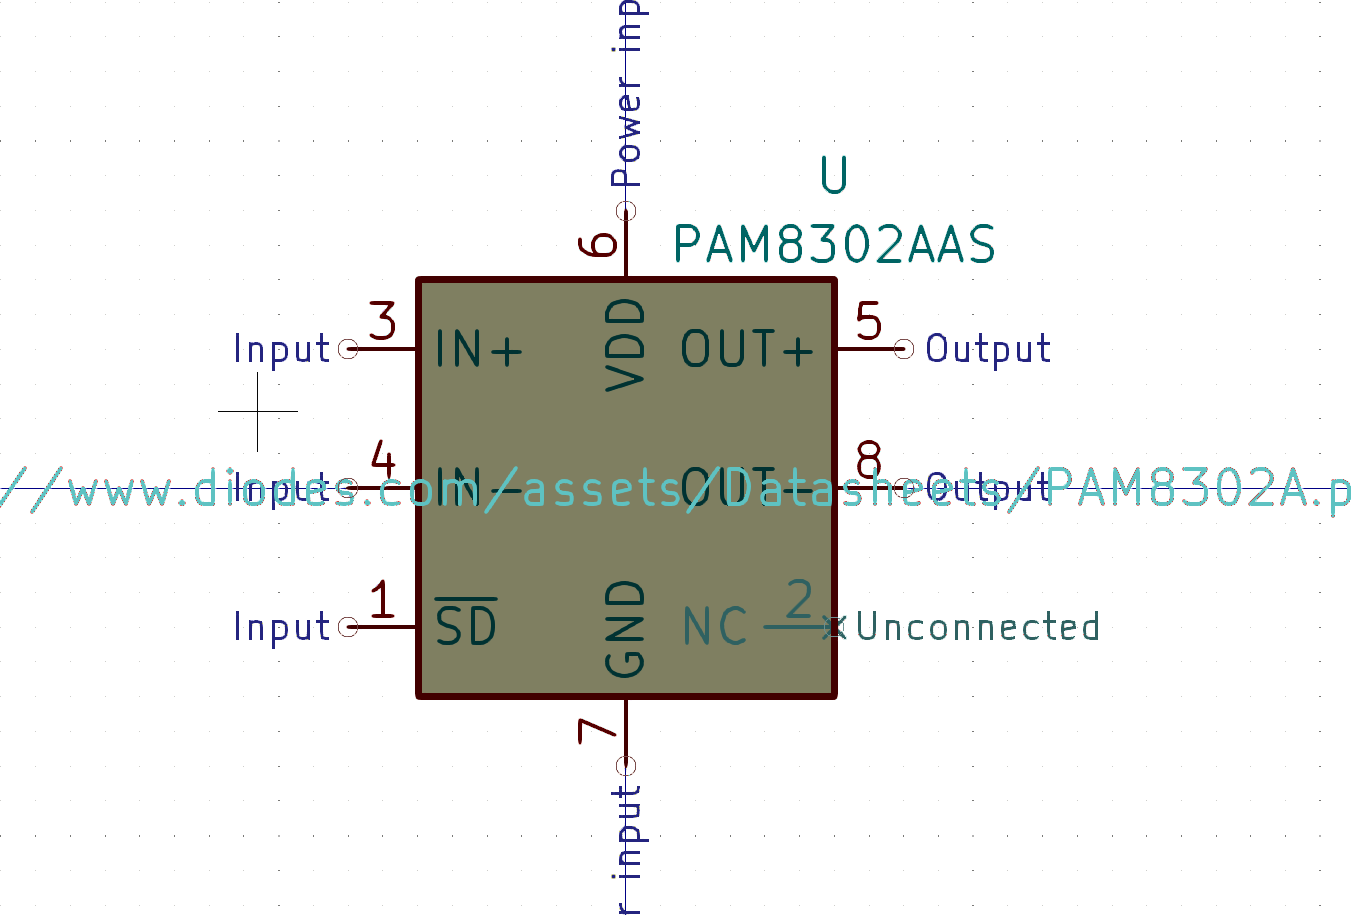 Power inp
U
6
PAM8302AAS
3
5
Input
IN+
VDD
OUT+
Output
4
8
Input
IN-
OUT-
Output
//www.diodes.com/assets/Datasheets/PAM8302A.p
1
2
Input
SD
GND
NC
Unconnected
7
r input